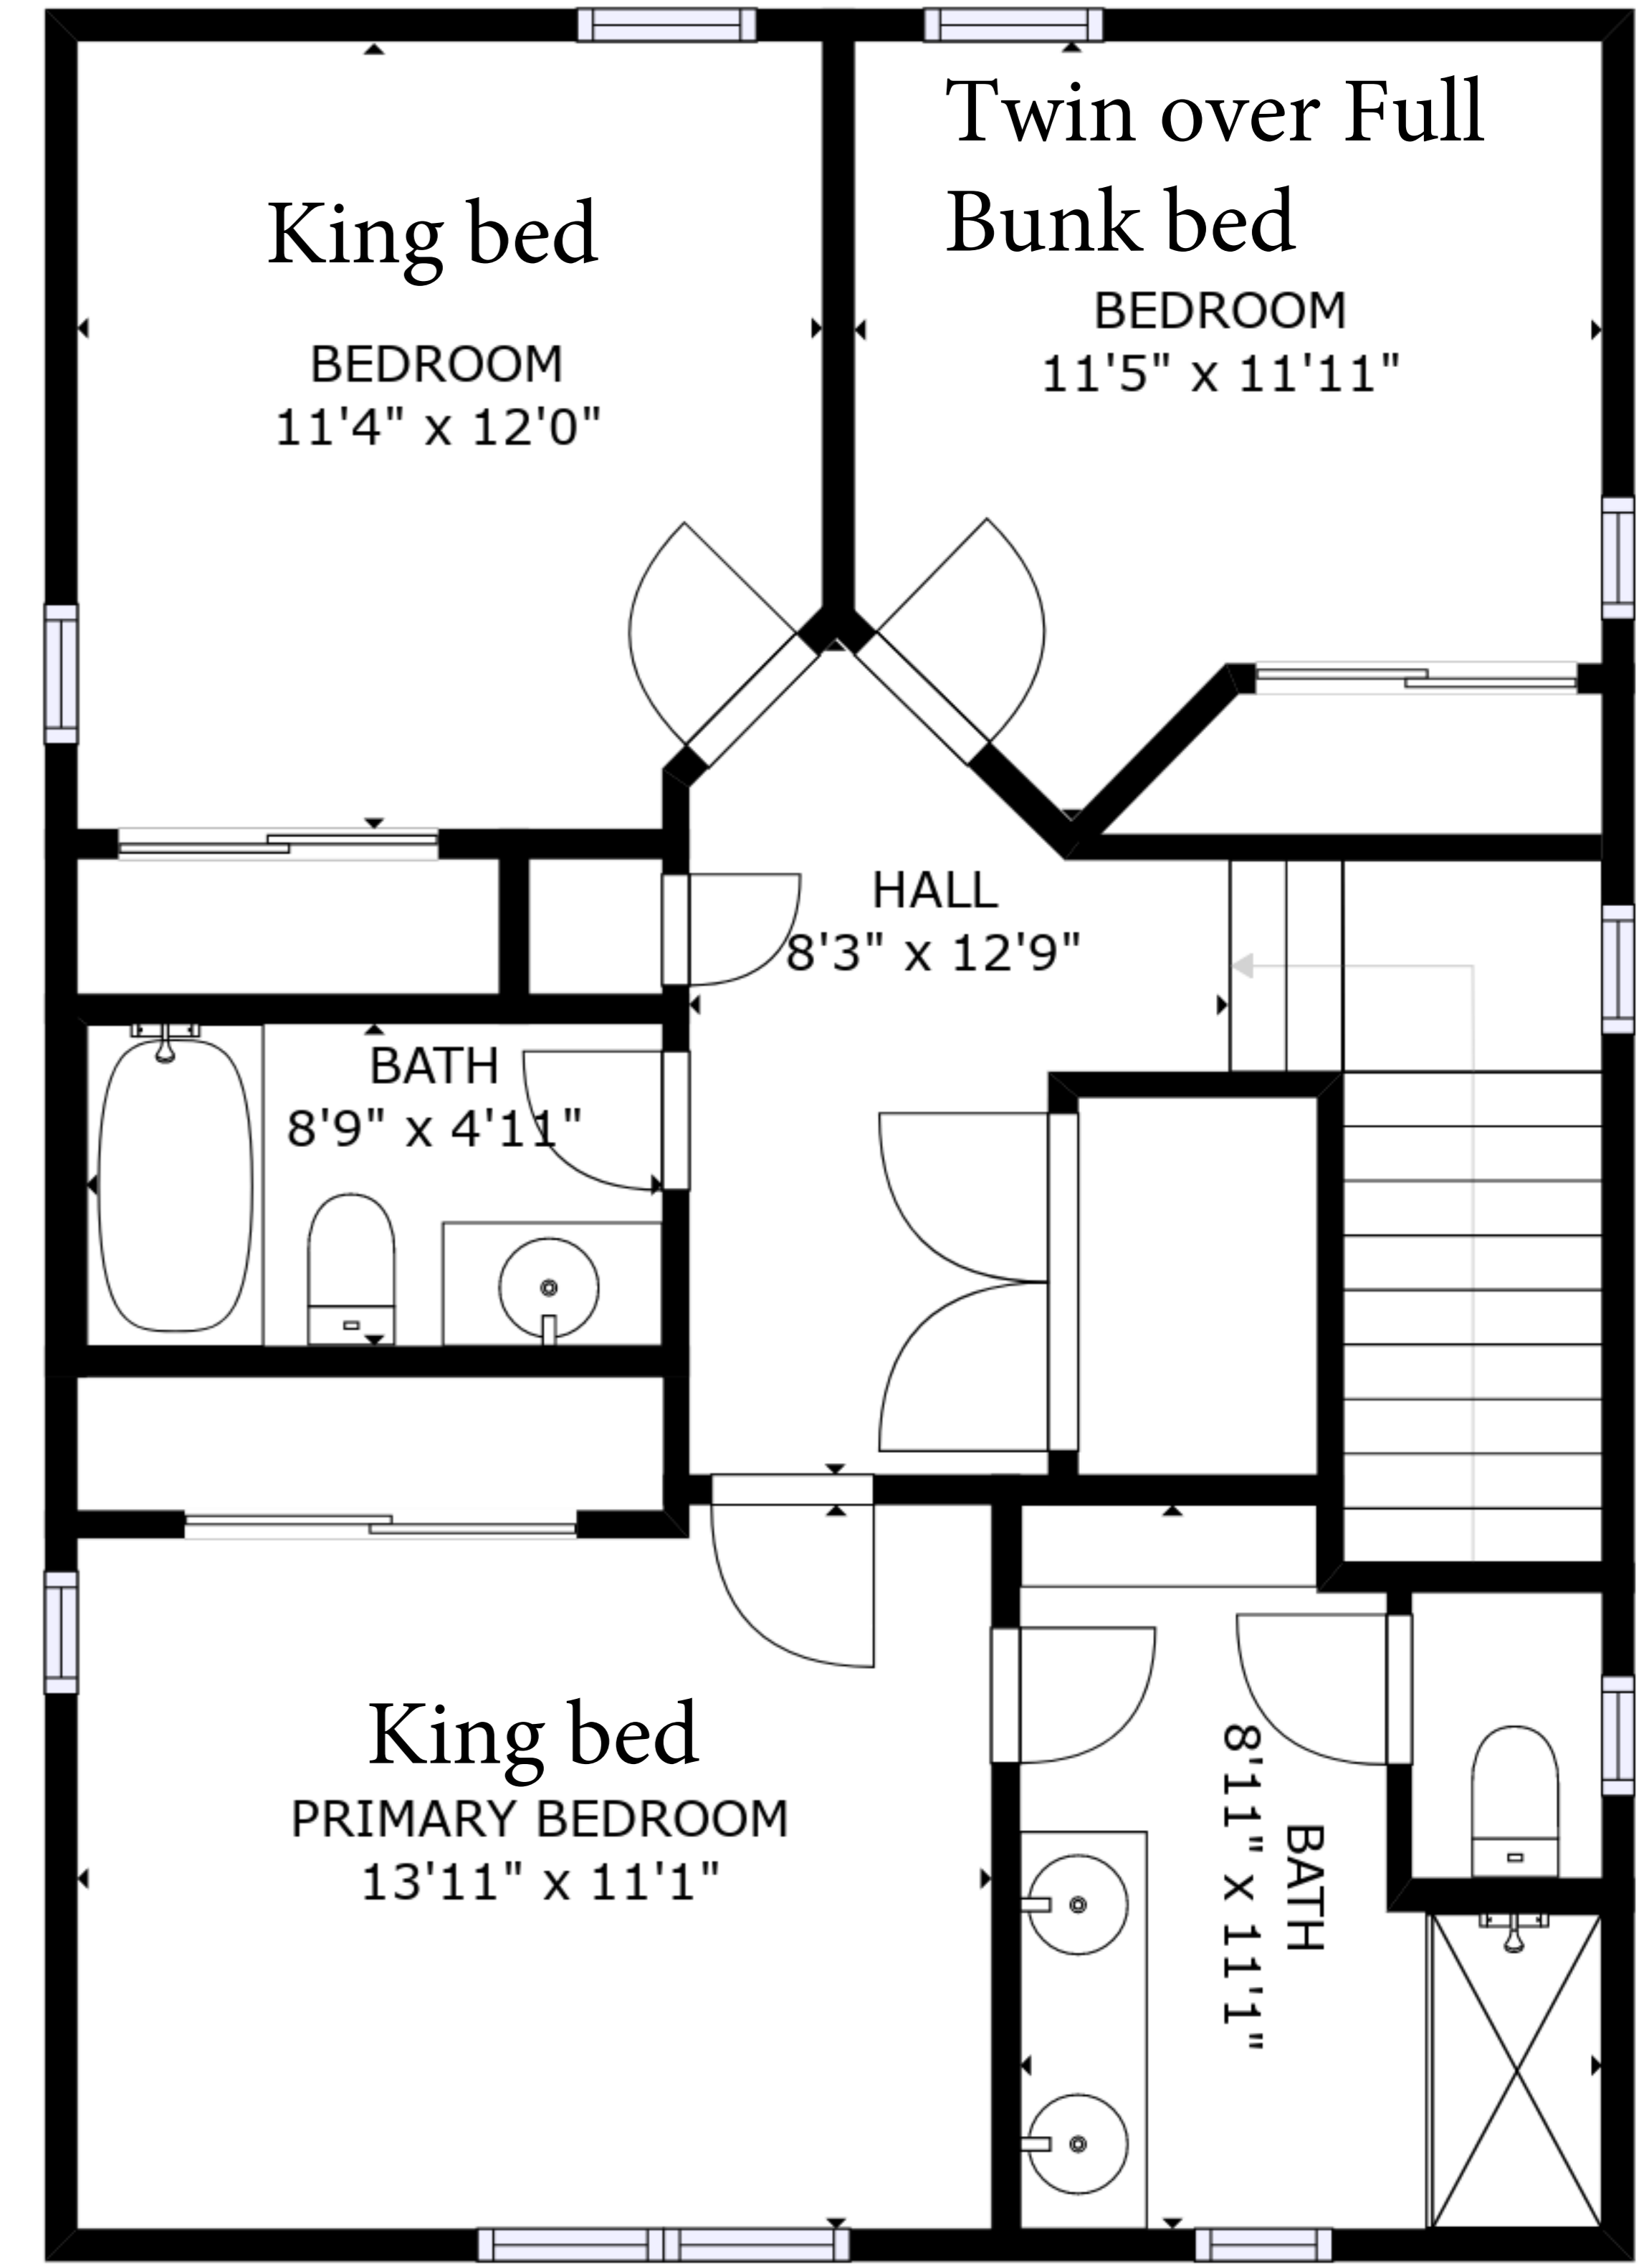 King bed
BEDROOM
11'4" x 12'0"
Twin over Full
Bunk bed
BEDROOM
11'5" x 11'11"
HALL
8'3" x 12'9"
BATH
8'9" x 4'11"
King bed
PRIMARY BEDROOM
13'11" x 11'1"
BATH
8'11" x 11'1"